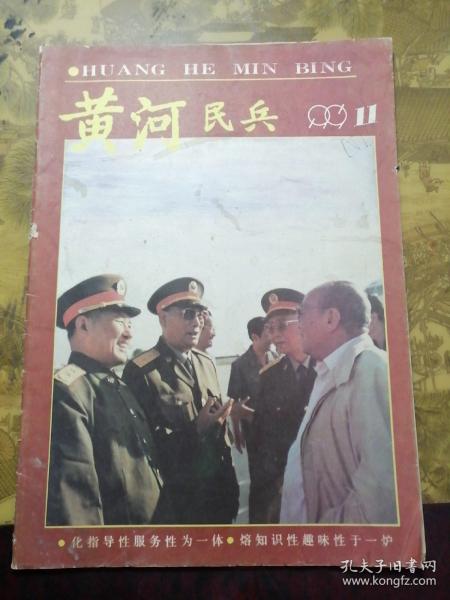 ●HUANG HE MIN BING
黄河民兵 99 11
●化指导性服务性为一体●熔知识性趣味性于一炉
孔夫子旧书网
www.kongfz.com